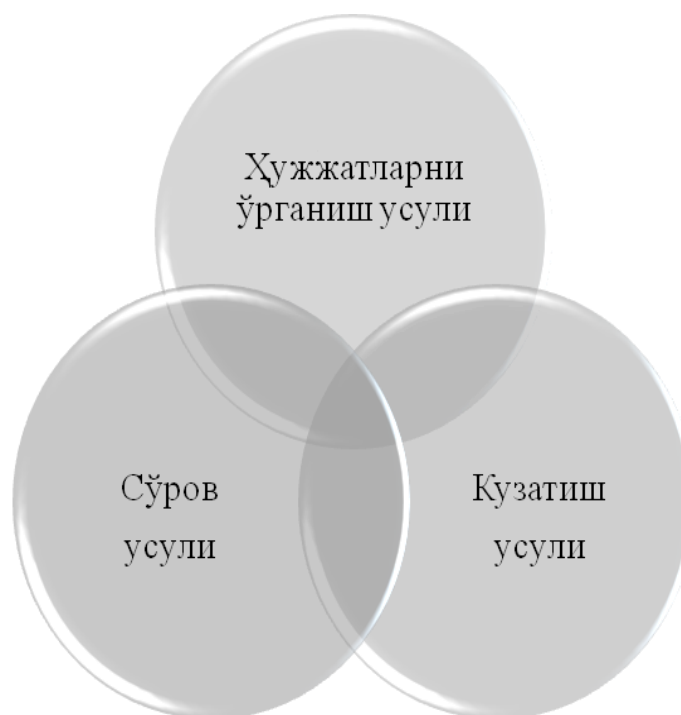 Ҳужжатларни
ўрганиш усули
Сўров
усули
Кузатиш
усули